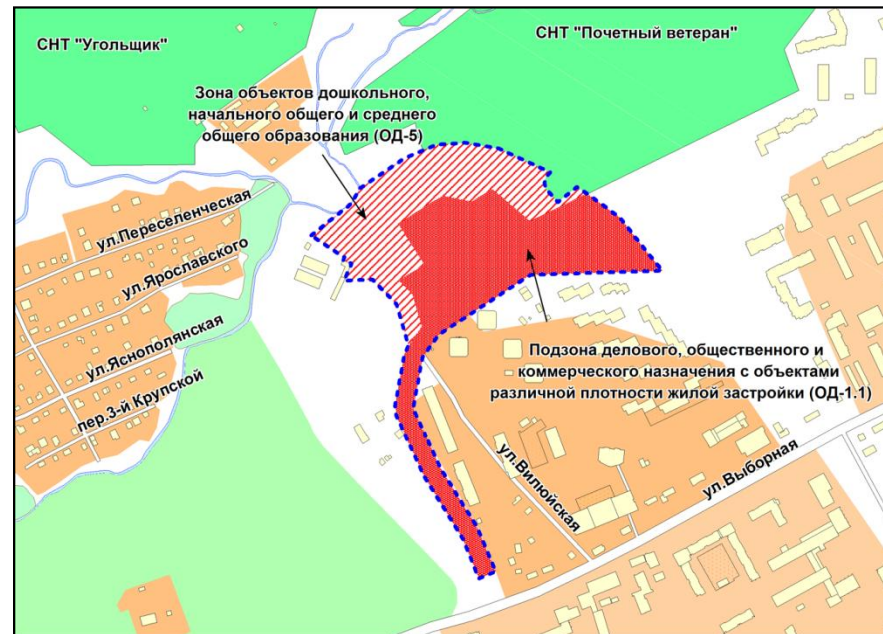 СНТ "Угольщик"
СНТ "Почетный ветеран"
Зона объектов дошкольного,
начального общего и среднего
общего образования (ОД-5)
ул.Переселенческая
ул.Ярославского
ул.Яснополянская
пер.3-й Крупской
Подзона делового, общественного и
коммерческого назначения с объектами
различной плотности жилой застройки (ОД-1.1)
ул.Вилюйская
ул.Выборная